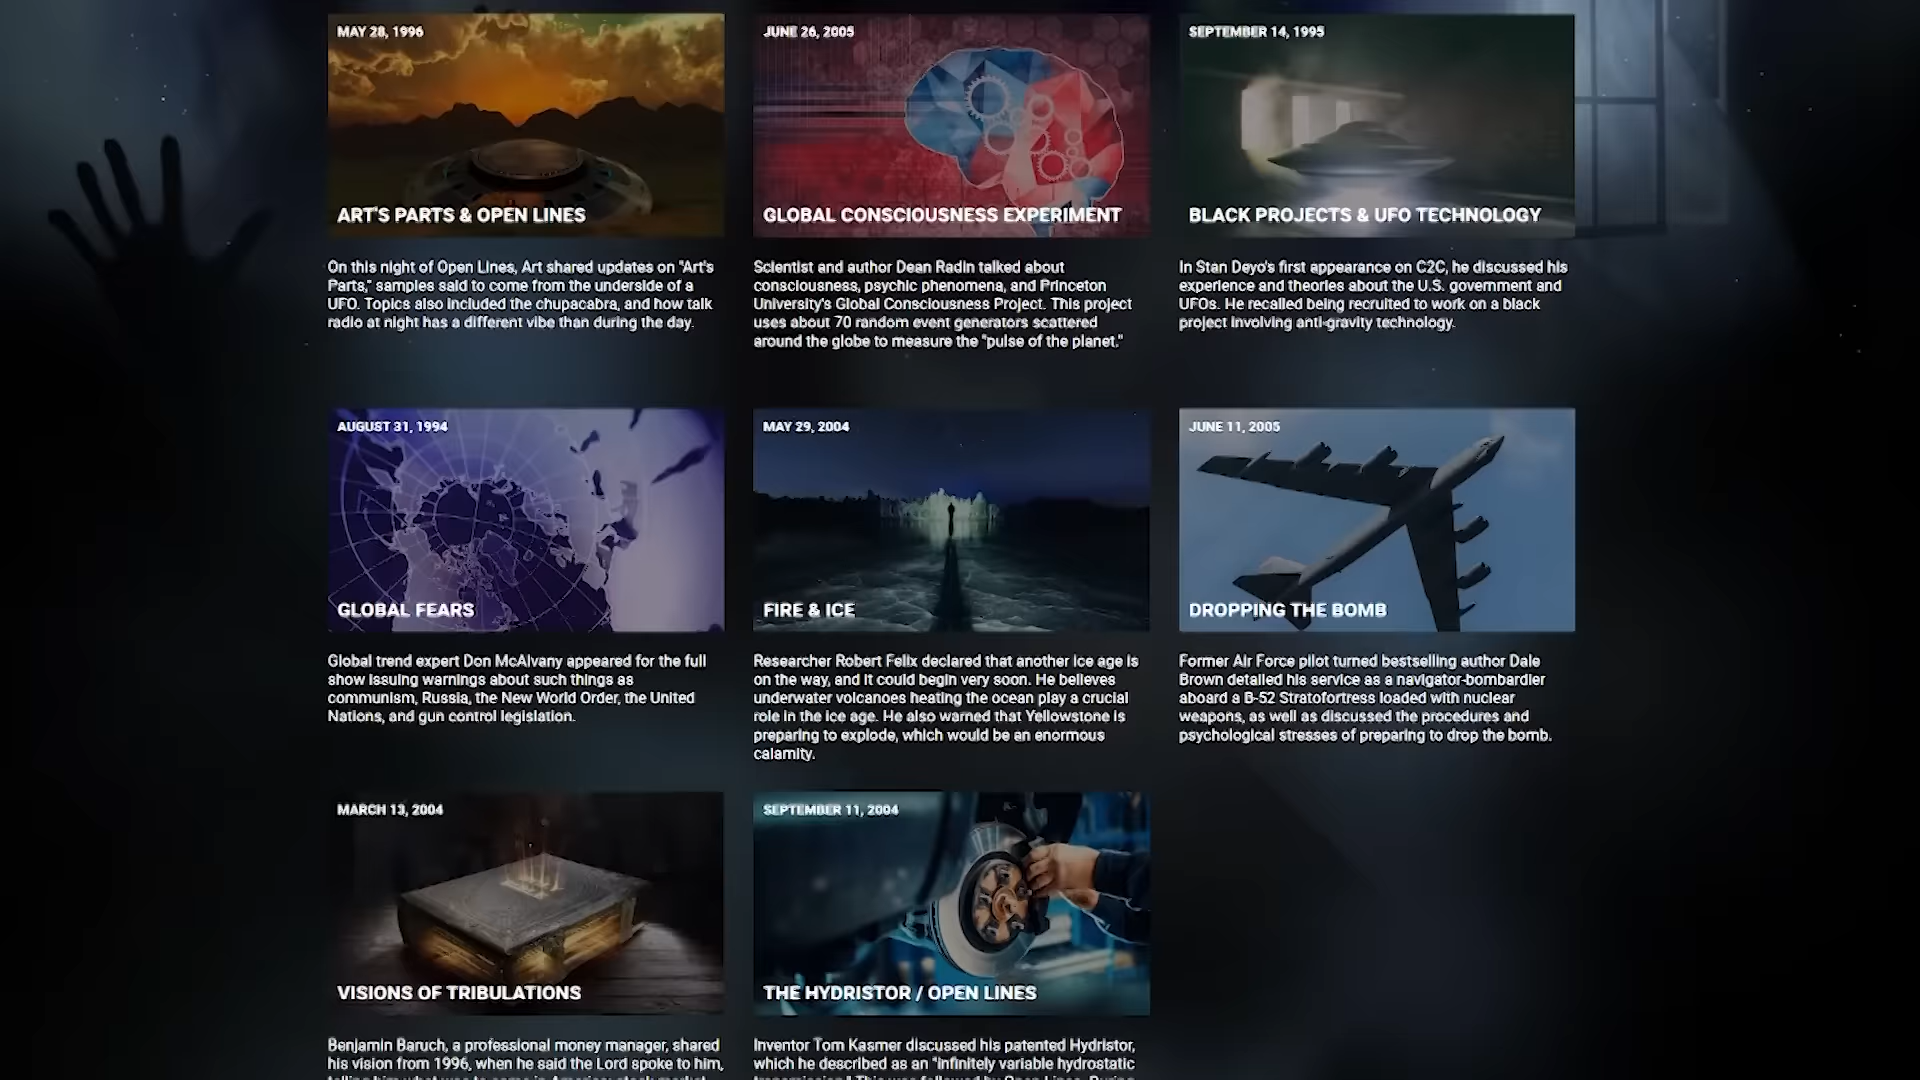 MAY 28, 1996
ART'S PARTS & OPEN LINES
On this night of Open Lines, Art shared updates on "Art's
Parts," samples said to come from the underside of a
UFO. Topics also included the chupacabra, and how talk
radio at night has a different vibe than during the day.
JUNE 26, 2005
GLOBAL CONSCIOUSNESS EXPERIMENT
Scientist and author Dean Radin talked about
consciousness, psychic phenomena, and Princeton
University's Global Consciousness Project. This project
uses about 70 random event generators scattered
around the globe to measure the "pulse of the planet."
SEPTEMBER 14, 1995
BLACK PROJECTS & UFO TECHNOLOGY
In Stan Deyo's first appearance on C2C, he discussed his
experience and theories about the U.S. government and
UFOs. He recalled being recruited to work on a black
project involving anti-gravity technology.
AUGUST 31, 1994
GLOBAL FEARS
Global trend expert Don McAlvany appeared for the full
show issuing warnings about such things as
communism, Russia, the New World Order, the United
Nations, and gun control legislation.
MAY 29, 2004
FIRE & ICE
Researcher Robert Felix declared that another ice age is
on the way, and it could begin very soon. He believes
underwater volcanoes heating the ocean play a crucial
role in the ice age. He also warned that Yellowstone is
preparing to explode, which would be an enormous
calamity.
JUNE 11, 2005
DROPPING THE BOMB
Former Air Force pilot turned bestselling author Dale
Brown detailed his service as a navigator-bombardier
aboard a B-52 Stratofortress loaded with nuclear
weapons, as well as discussed the procedures and
psychological stresses of preparing to drop the bomb.
MARCH 13, 2004
VISIONS OF TRIBULATIONS
Benjamin Baruch, a professional money manager, shared
his vision from 1996, when he said the Lord spoke to him,
SEPTEMBER 11, 2004
THE HYDRISTOR / OPEN LINES
Inventor Tom Kasmer discussed his patented Hydristor,
which he described as an "infinitely variable hydrostatic